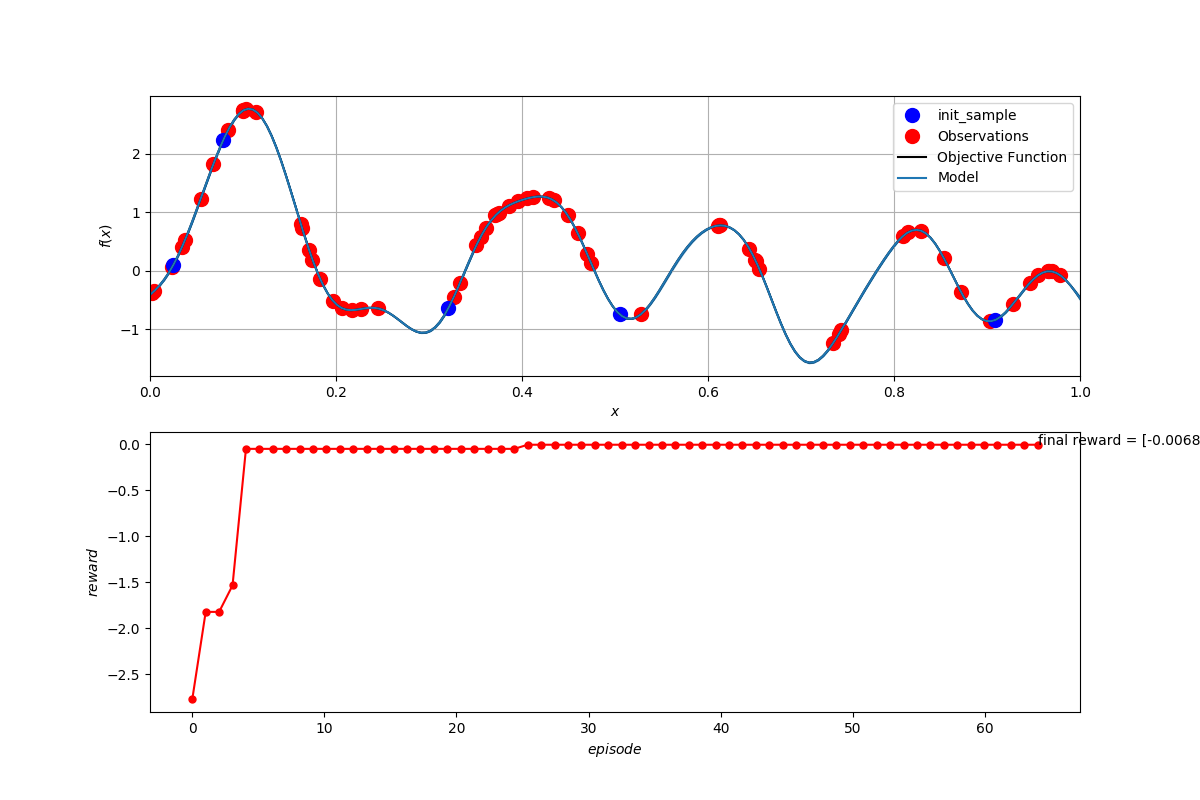 2
1
0
−1
f(x)
0.0 0.2 0.4 0.6 0.8 1.0
x
init_sample
Observations
Objective Function
Model
0.0
−0.5
−1.0
−1.5
−2.0
−2.5
reward
final reward = [-0.0068
0 10 20 30 40 50 60
episode